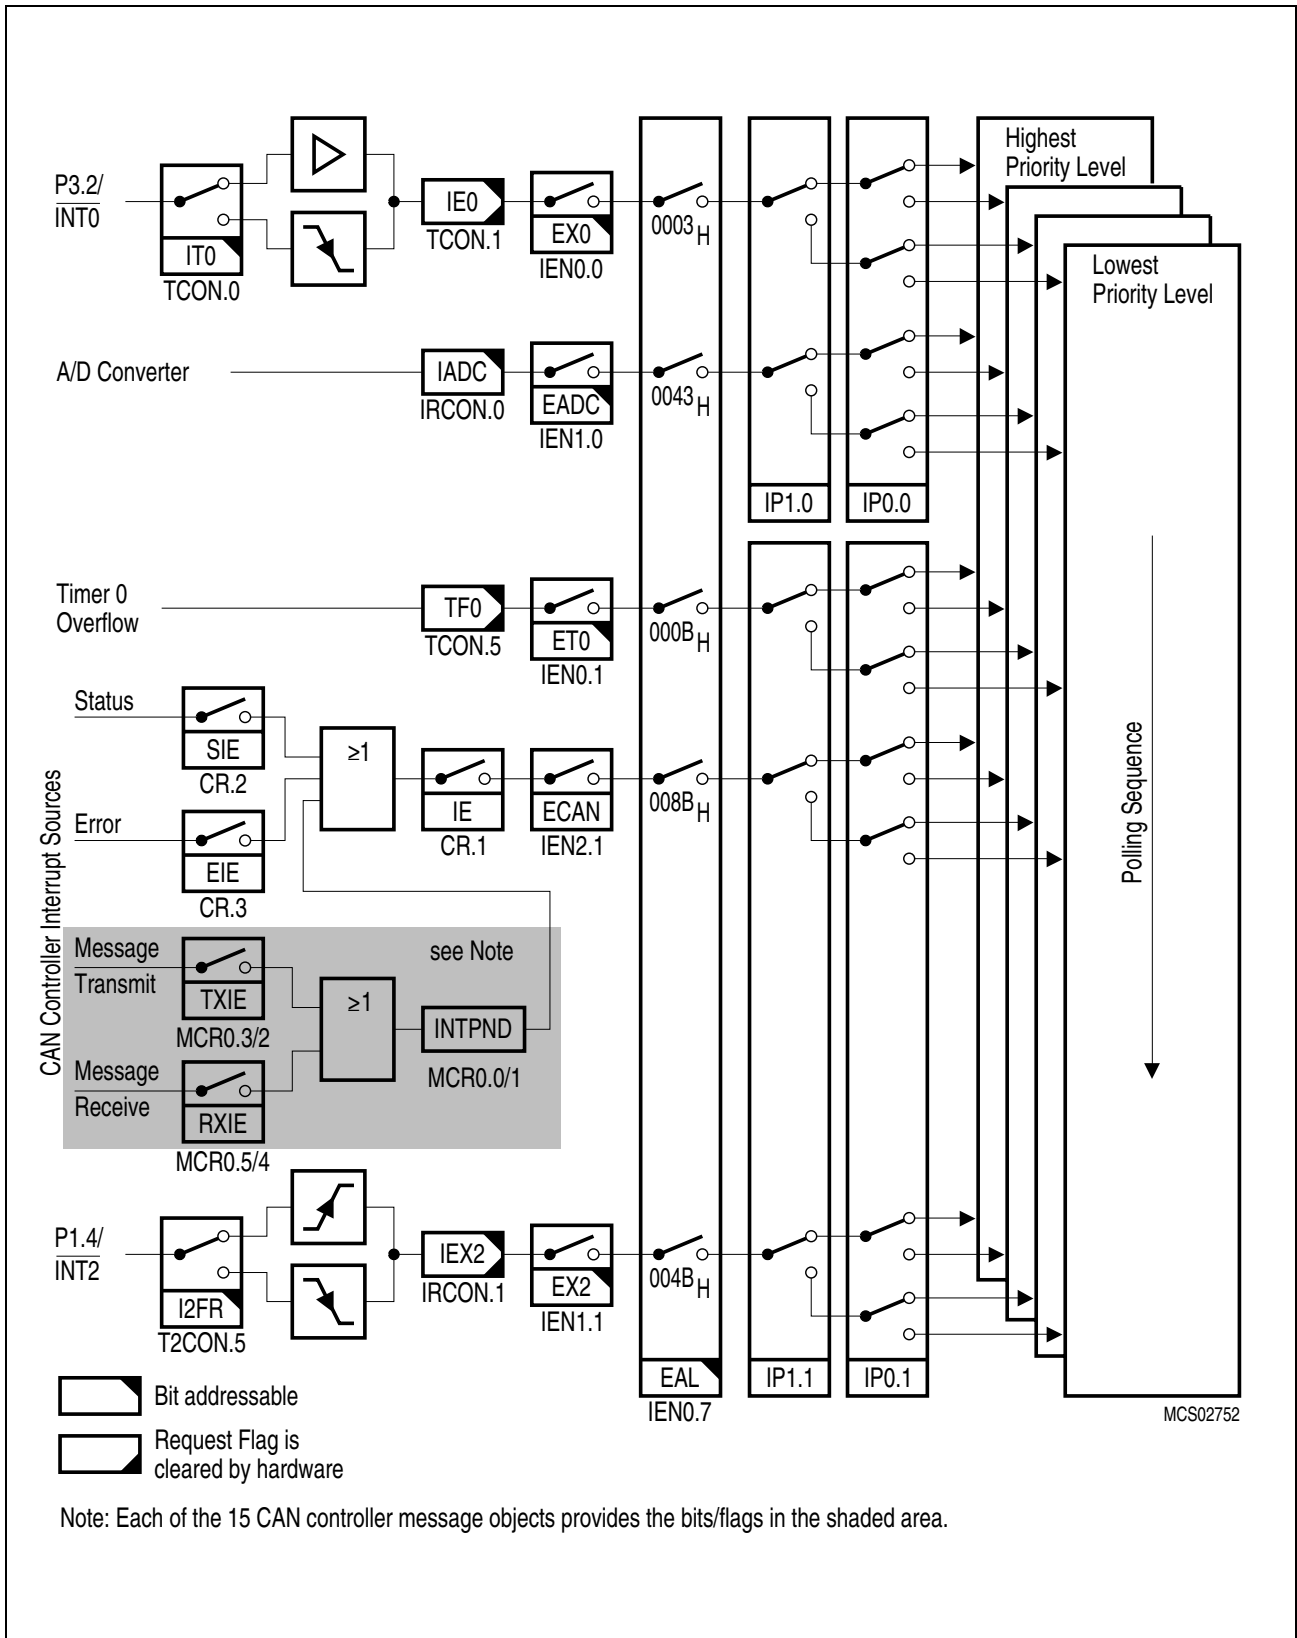 Highest
Priority Level
P3.2/
INT0
IT0
TCON.0
IE0
TCON.1
EX0
IEN0.0
0003H
Lowest
Priority Level
A/D Converter
IADC
IRCON.0
EADC
IEN1.0
0043H
IP1.0
IP0.0
Timer 0
Overflow
TF0
TCON.5
ET0
IEN0.1
000BH
CAN Controller Interrupt Sources
Status
SIE
CR.2
≥1
IE
CR.1
ECAN
IEN2.1
008BH
Error
EIE
CR.3
Polling Sequence
Message
Transmit
TXIE
MCR0.3/2
see Note
≥1
INTPND
MCR0.0/1
Message
Receive
RXIE
MCR0.5/4
P1.4/
INT2
I2FR
T2CON.5
IEX2
IRCON.1
EX2
IEN1.1
004BH
EAL
IEN0.7
IP1.1
IP0.1
MCS02752
Bit addressable
Request Flag is
cleared by hardware
Note: Each of the 15 CAN controller message objects provides the bits/flags in the shaded area.